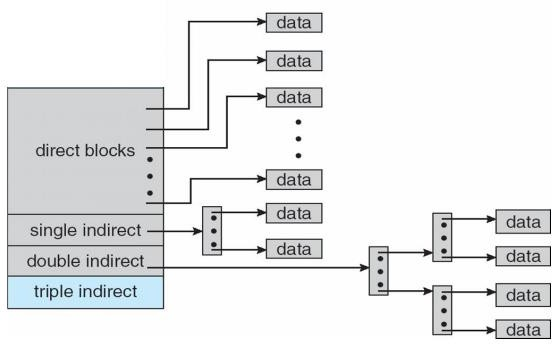 data
data
data
direct blocks
data
data
single indirect
data
double indirect
triple indirect
data
data
data
data